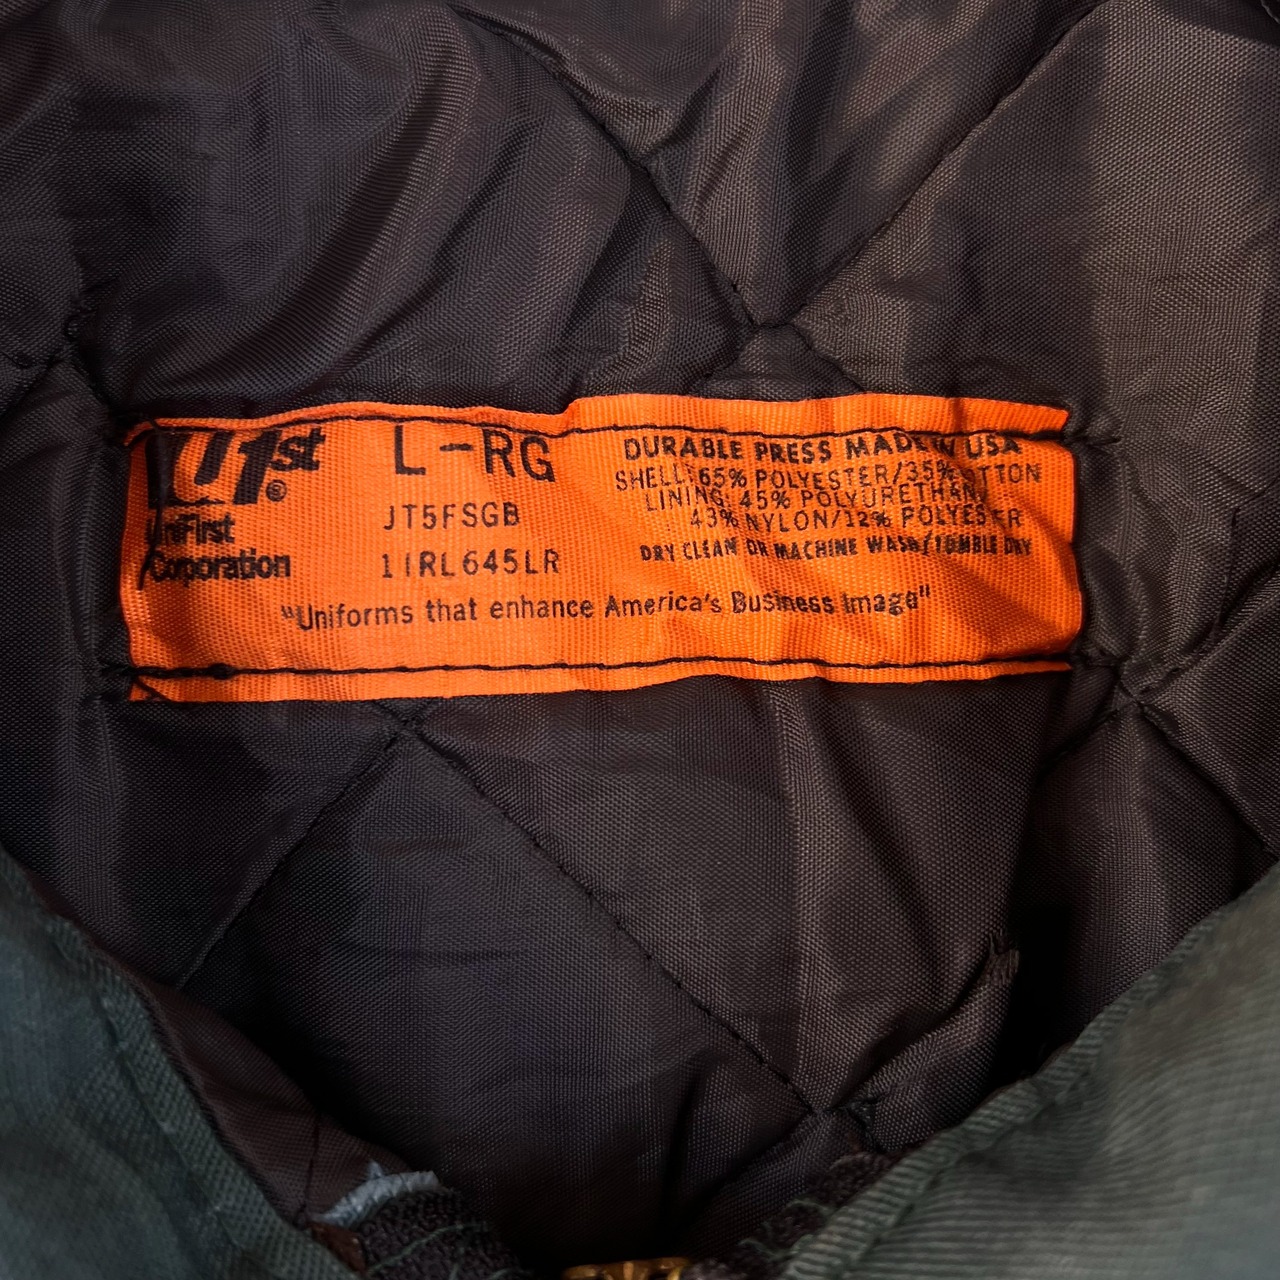 U1st®
UniFirst
Corporation
L-RG
JT5FSGB
11RL645LR
DURABLE PRESS MADE IN USA
SHELL: 65% POLYESTER/35% COTTON
LINING: 45% POLYURETHANE/
43% NYLON/12% POLYESTER
DRY CLEAN OR MACHINE WASH/TUMBLE DRY
"Uniforms that enhance America's Business Image"